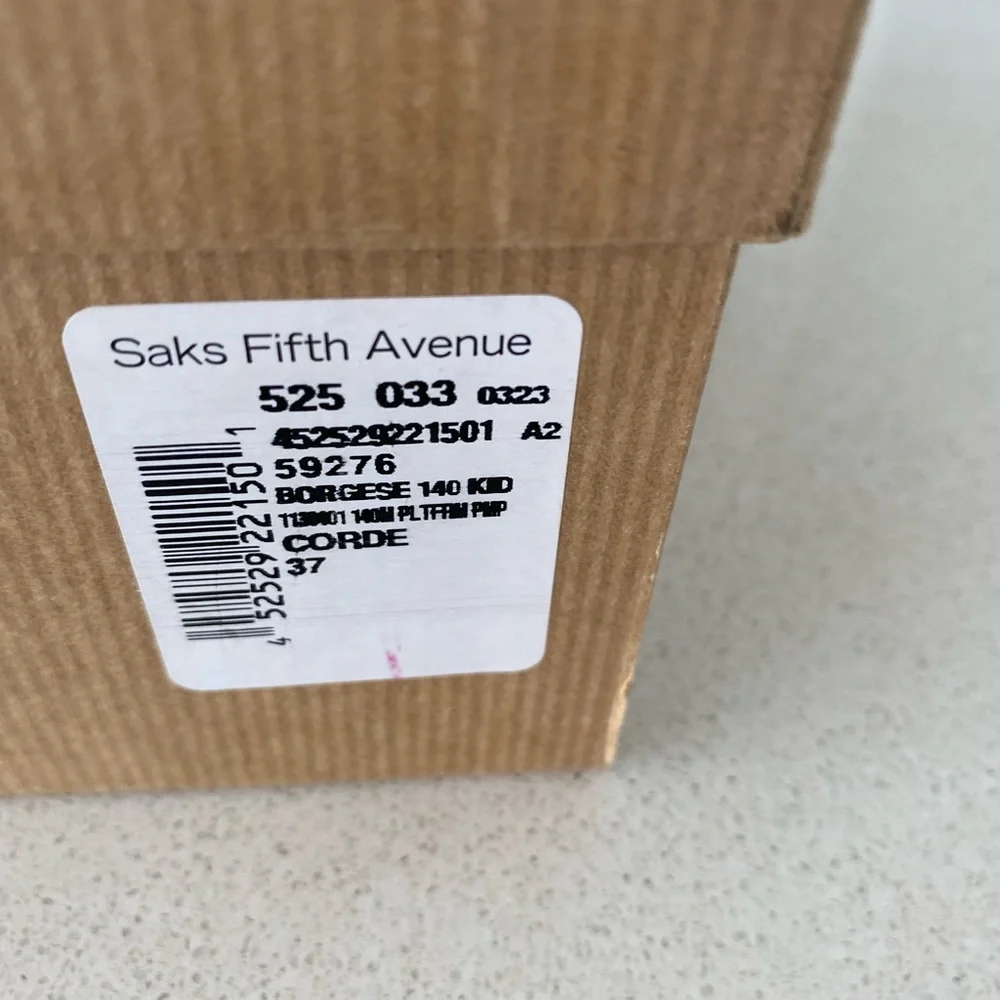 Saks Fifth Avenue
525 033 0323
452529221501 A2
59276
BORGESE 140 KID
140M PLTFRM PMP
CORDE
37
4 52529 22150 1